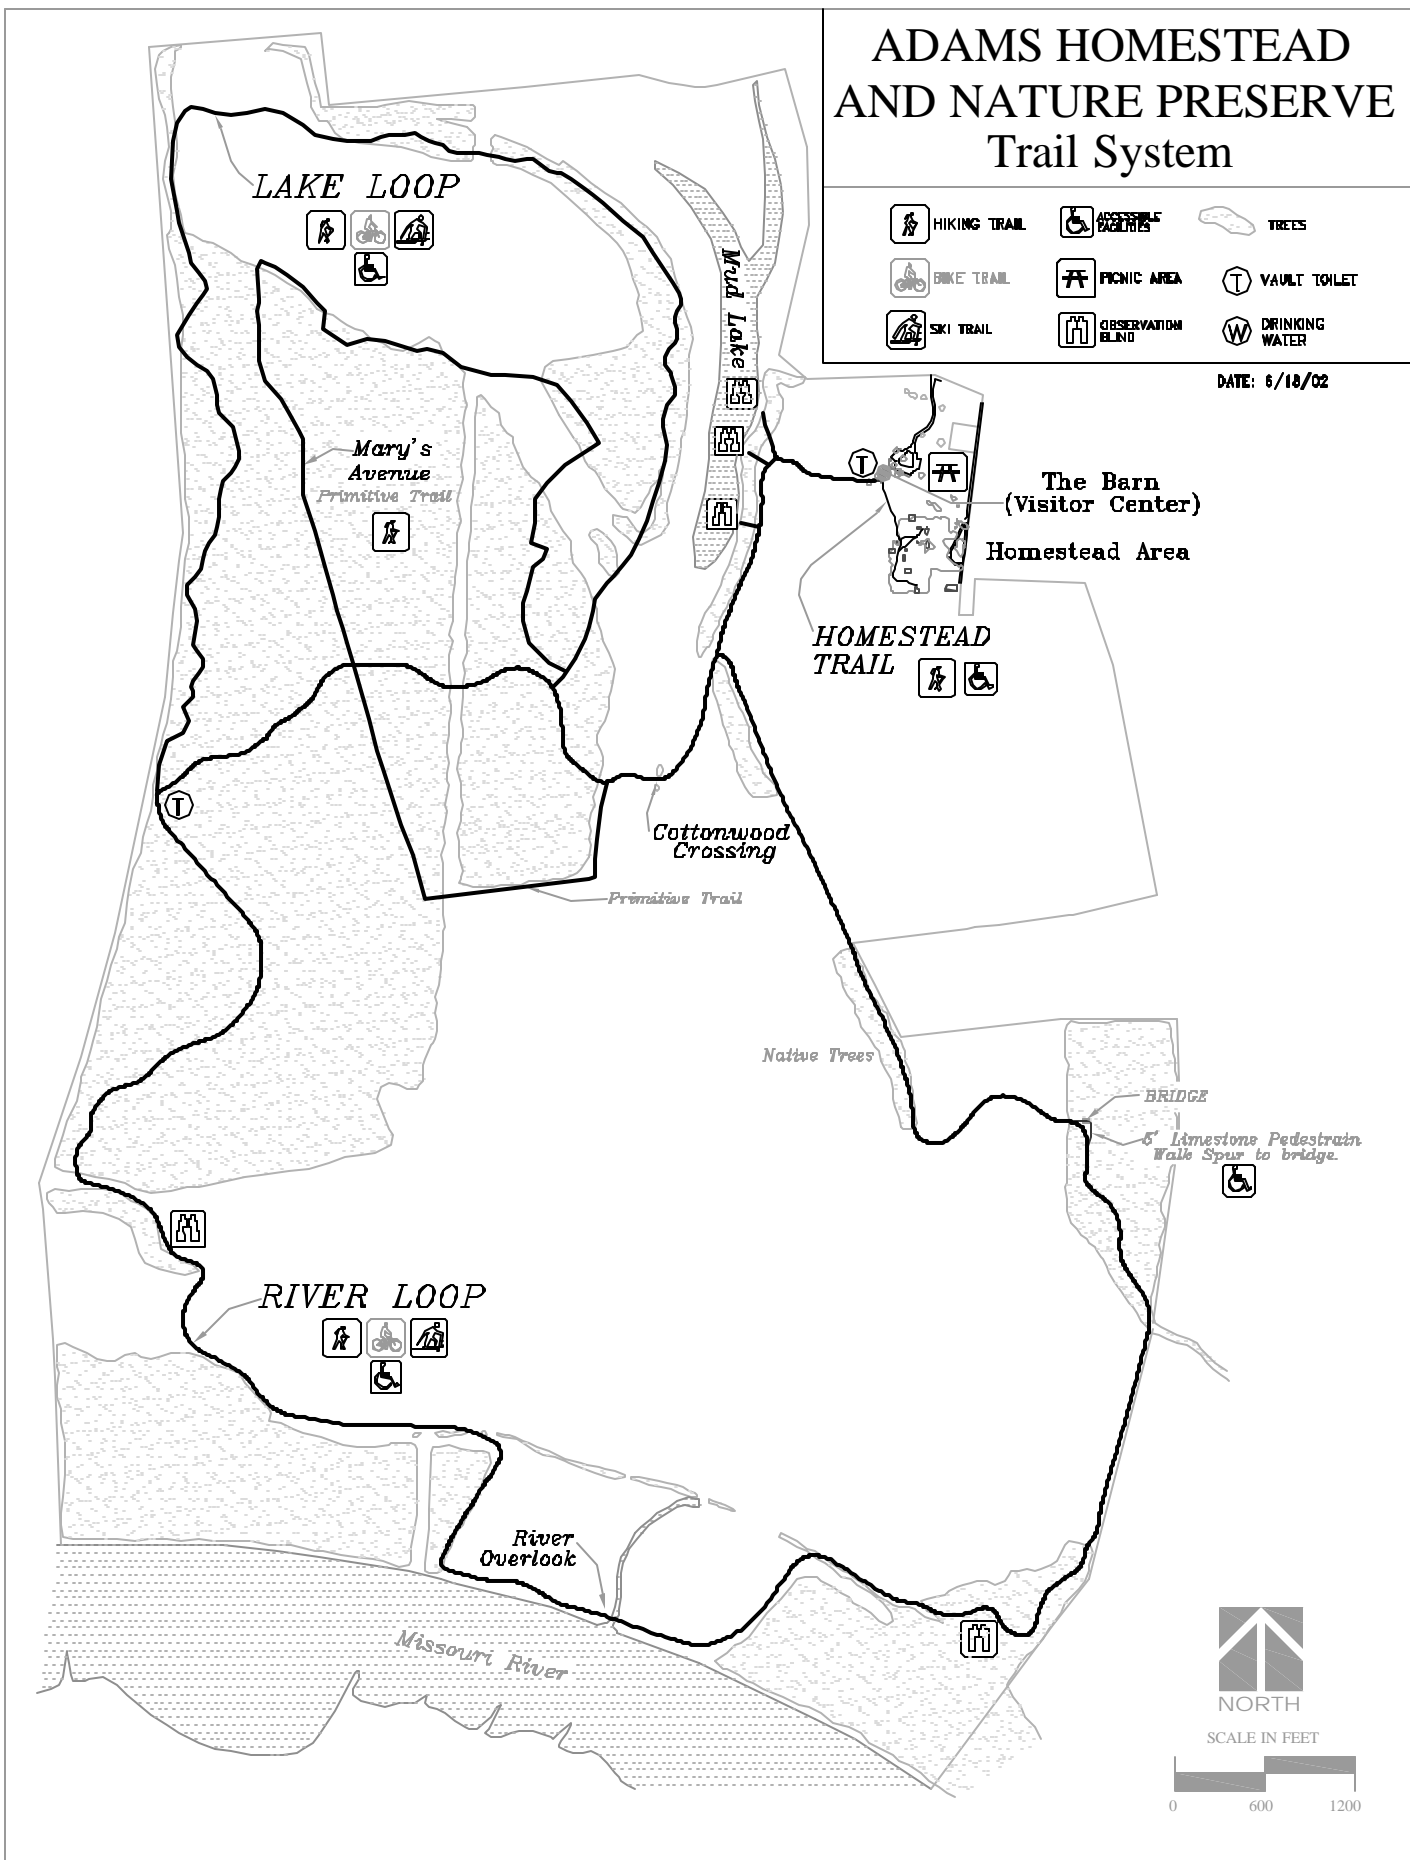 ADAMS HOMESTEAD
AND NATURE PRESERVE
Trail System
HIKING TRAIL
ACCESSIBLE
FACILITIES
TREES
BIKE TRAIL
PICNIC AREA
T
VAULT TOILET
SKI TRAIL
OBSERVATION
BLIND
W
DRINKING
WATER
DATE: 6/18/02
LAKE LOOP
Mud Lake
Mary's
Avenue
Primitive Trail
T
The Barn
(Visitor Center)
Homestead Area
HOMESTEAD
TRAIL
T
Cottonwood
Crossing
Primitive Trail
Native Trees
BRIDGE
6' Limestone Pedestrain
Walk Spur to bridge.
RIVER LOOP
River
Overlook
Missouri River
NORTH
SCALE IN FEET
0
600
1200